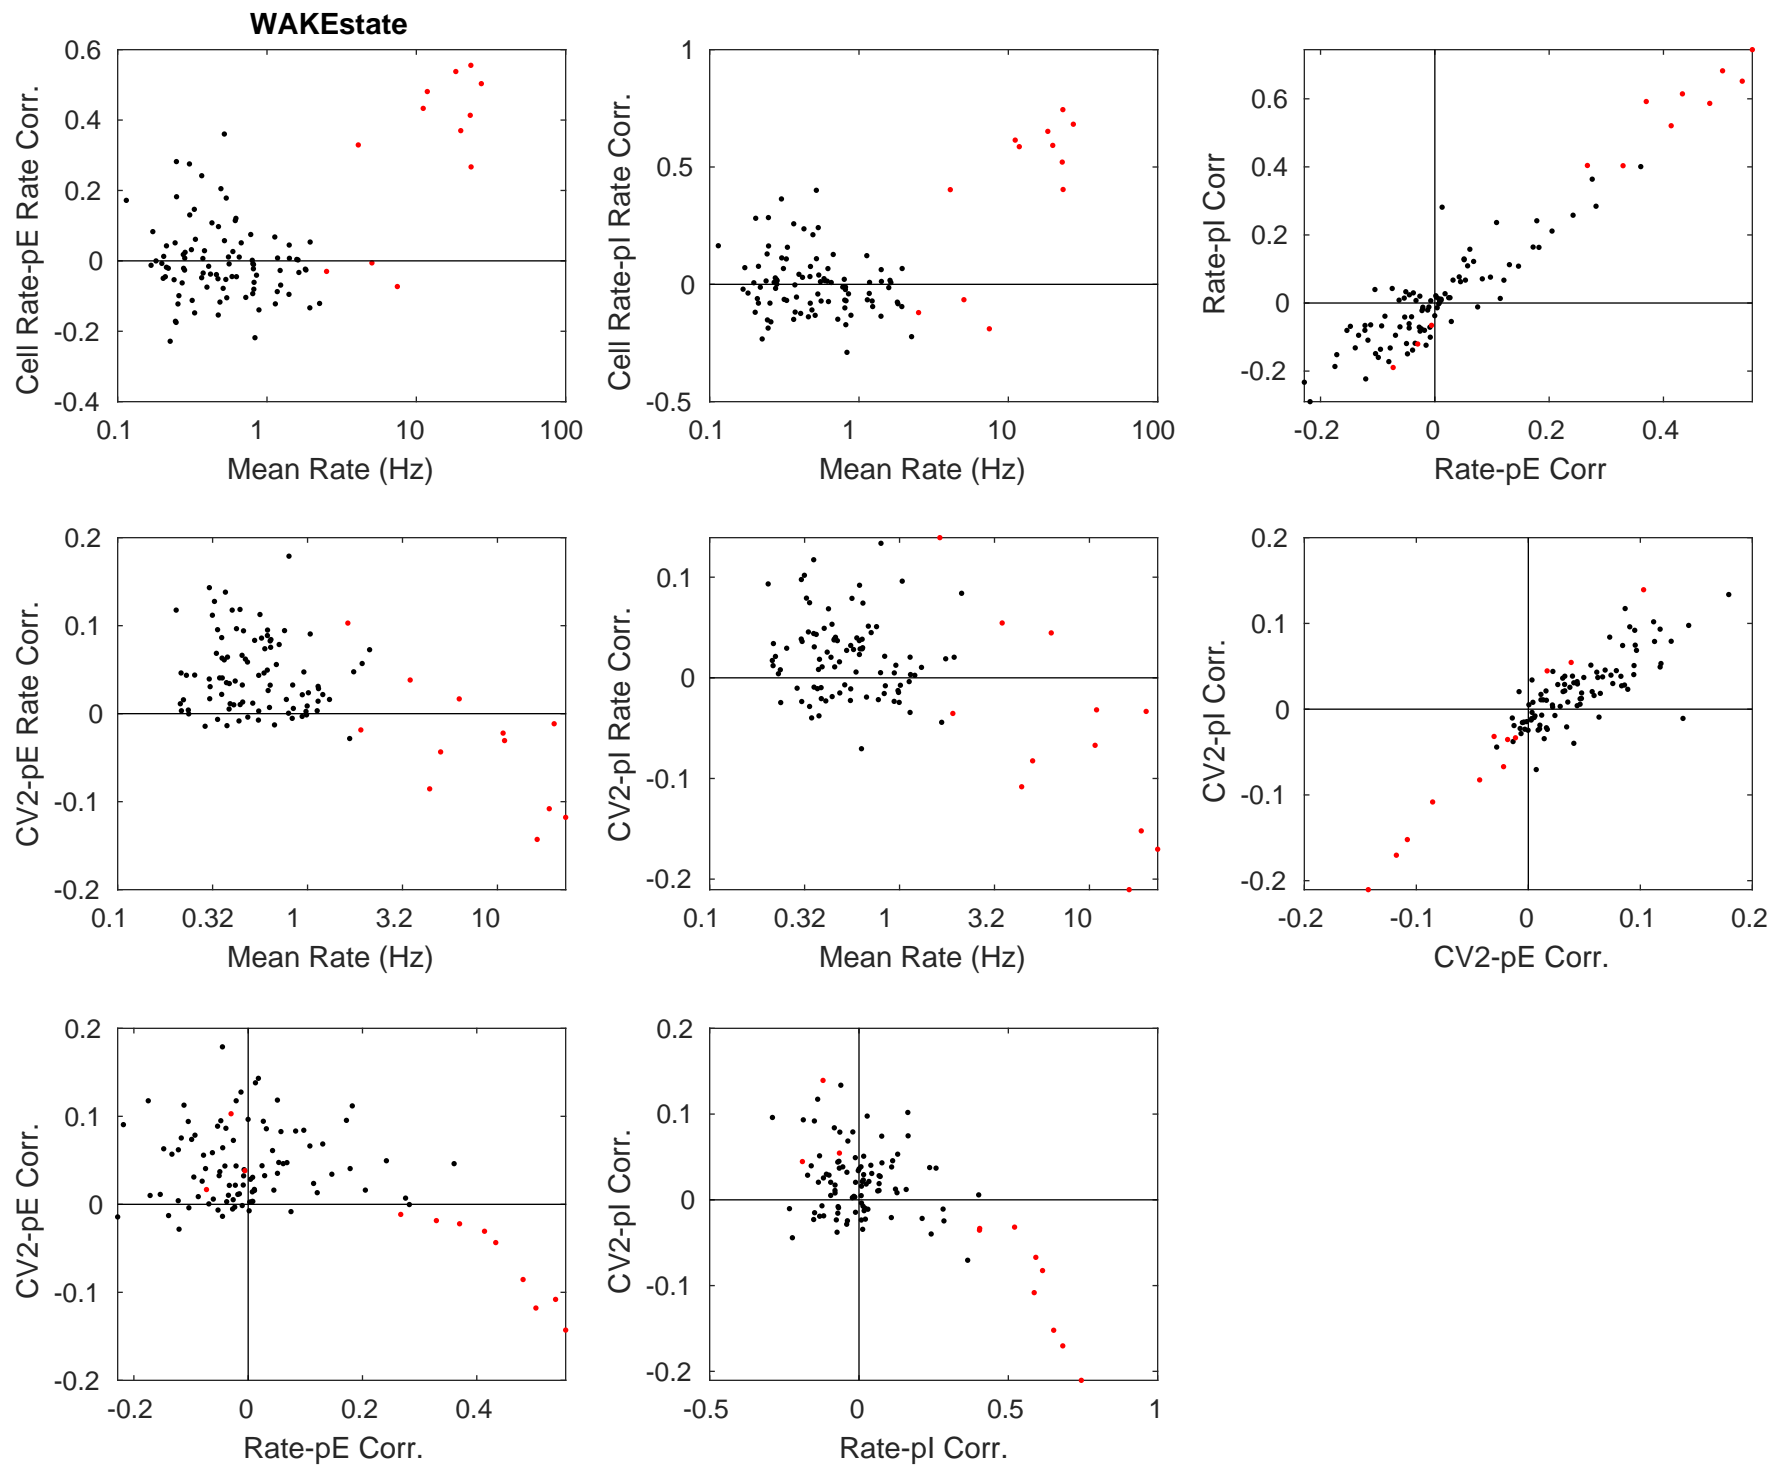 WAKEstate
0.6
0.4
0.2
0
-0.2
-0.4
Cell Rate-pE Rate Corr.
0.1 1 10 100
Mean Rate (Hz)
1
0.5
0
-0.5
Cell Rate-pI Rate Corr.
0.1 1 10 100
Mean Rate (Hz)
0.6
0.4
0.2
0
-0.2
Rate-pI Corr
-0.2 0 0.2 0.4
Rate-pE Corr
0.2
0.1
0
-0.1
-0.2
CV2-pE Rate Corr.
0.1 0.32 1 3.2 10
Mean Rate (Hz)
0.1
0
-0.1
-0.2
CV2-pI Rate Corr.
0.1 0.32 1 3.2 10
Mean Rate (Hz)
0.2
0.1
0
-0.1
-0.2
CV2-pI Corr.
-0.2 -0.1 0 0.1 0.2
CV2-pE Corr.
0.2
0.1
0
-0.1
-0.2
CV2-pE Corr.
-0.2 0 0.2 0.4
Rate-pE Corr.
0.2
0.1
0
-0.1
-0.2
CV2-pI Corr.
-0.5 0 0.5 1
Rate-pI Corr.